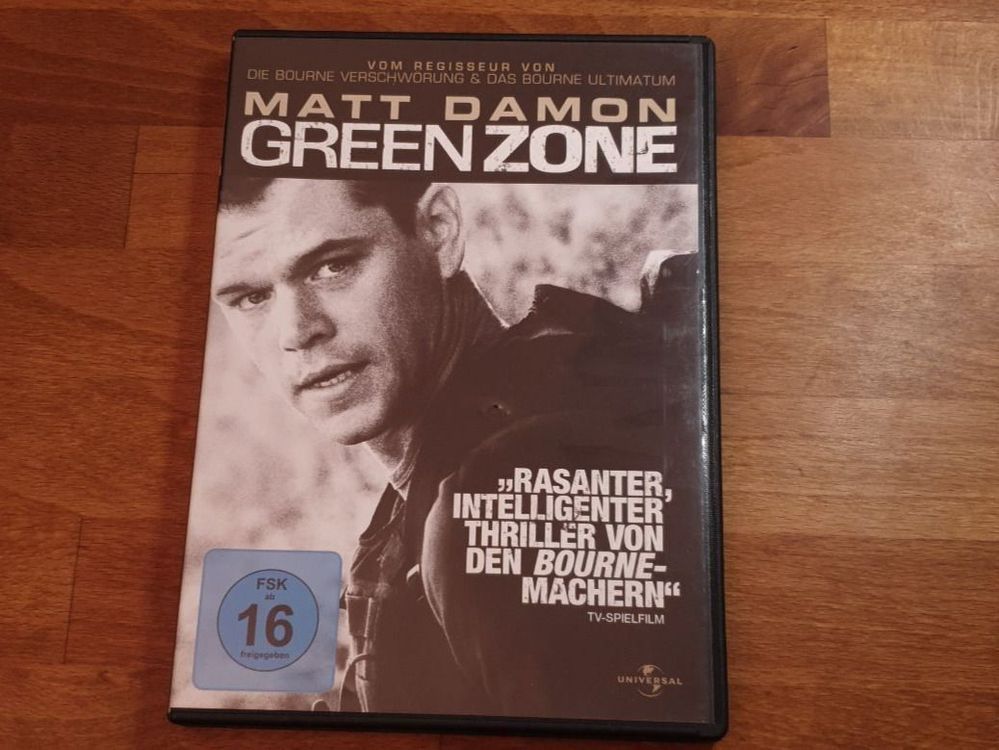 VOM REGISSEUR VON
DIE BOURNE VERSCHWÖRUNG & DAS BOURNE ULTIMATUM
MATT DAMON
GREEN ZONE
„RASANTER,
INTELLIGENTER
THRILLER VON
DEN BOURNE-
MACHERN“
TV-SPIELFILM
FSK
ab
16
freigegeben
UNIVERSAL